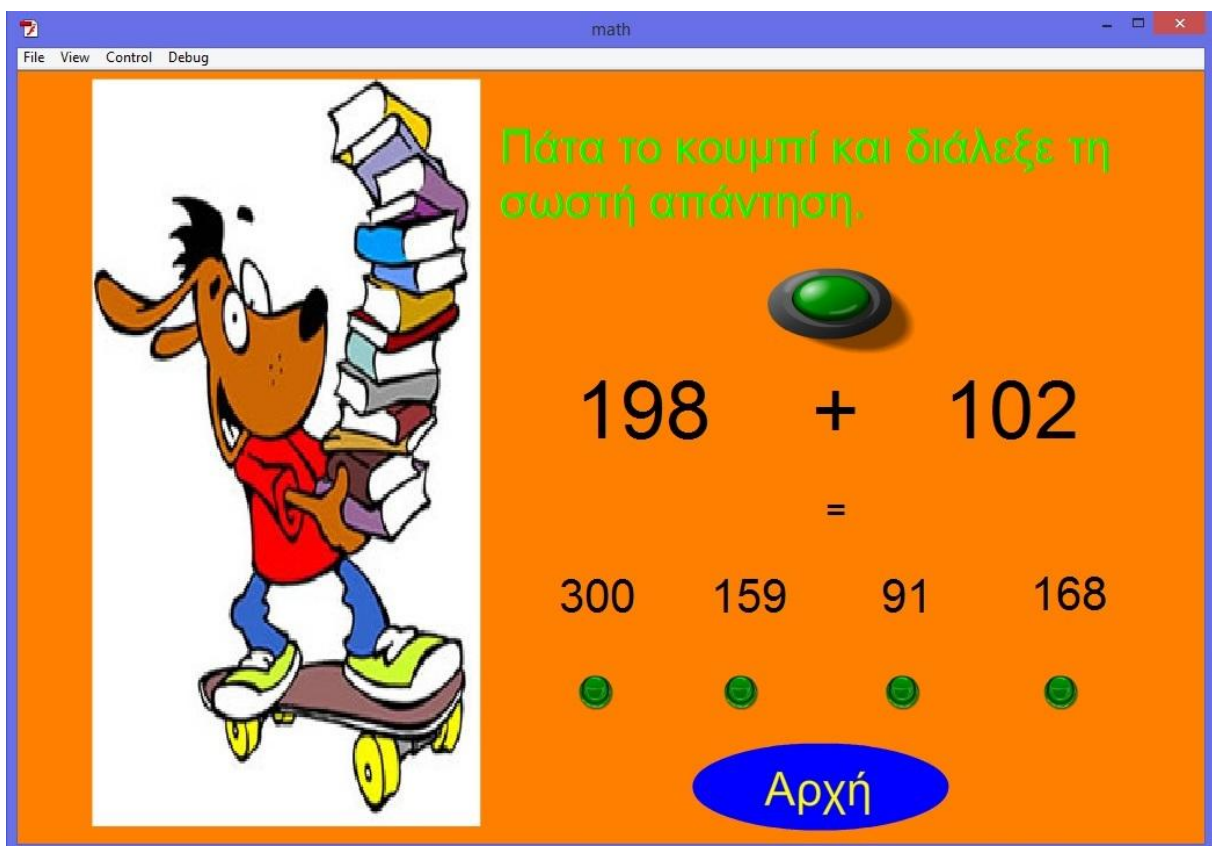 math
File View Control Debug
Πάτα το κουμπί και διάλεξε τη
σωστή απάντηση.
198 + 102
=
300 159 91 168
Αρχή